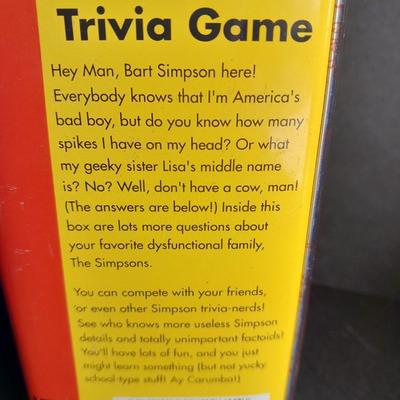 Trivia Game
Hey Man, Bart Simpson here!
Everybody knows that I'm America's
bad boy, but do you know how many
spikes I have on my head? Or what
my geeky sister Lisa's middle name
is? No? Well, don't have a cow, man!
(The answers are below!) Inside this
box are lots more questions about
your favorite dysfunctional family,
The Simpsons.
You can compete with your friends,
or even other Simpson trivia-nerds!
See who knows more useless Simpson
details and totally unimportant factoids!
You'll have lots of fun, and you just
might learn something (but not yucky
school-type stuff! Ay Carumba!)